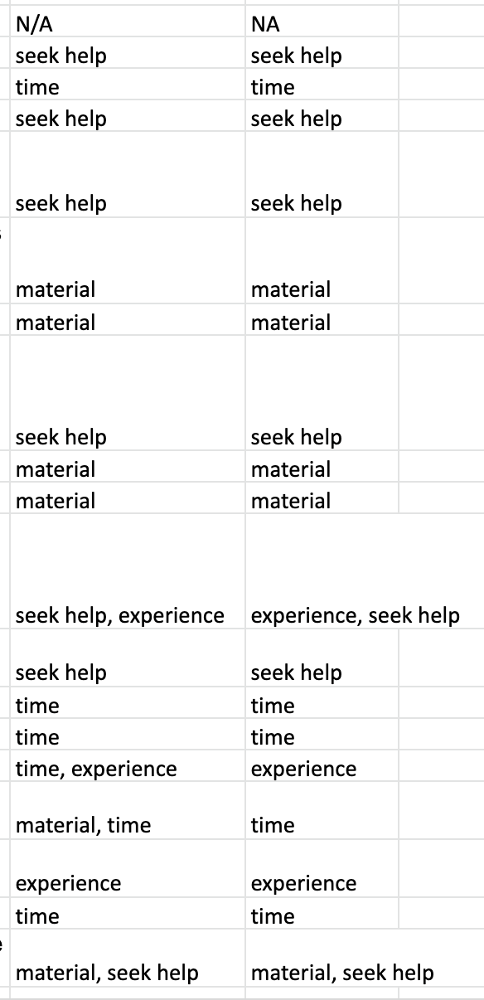 N/A NA
seek help seek help
time time
seek help seek help
seek help seek help
material material
material material
seek help seek help
material material
material material
seek help, experience experience, seek help
seek help seek help
time time
time time
time, experience experience
material, time time
experience experience
time time
material, seek help material, seek help